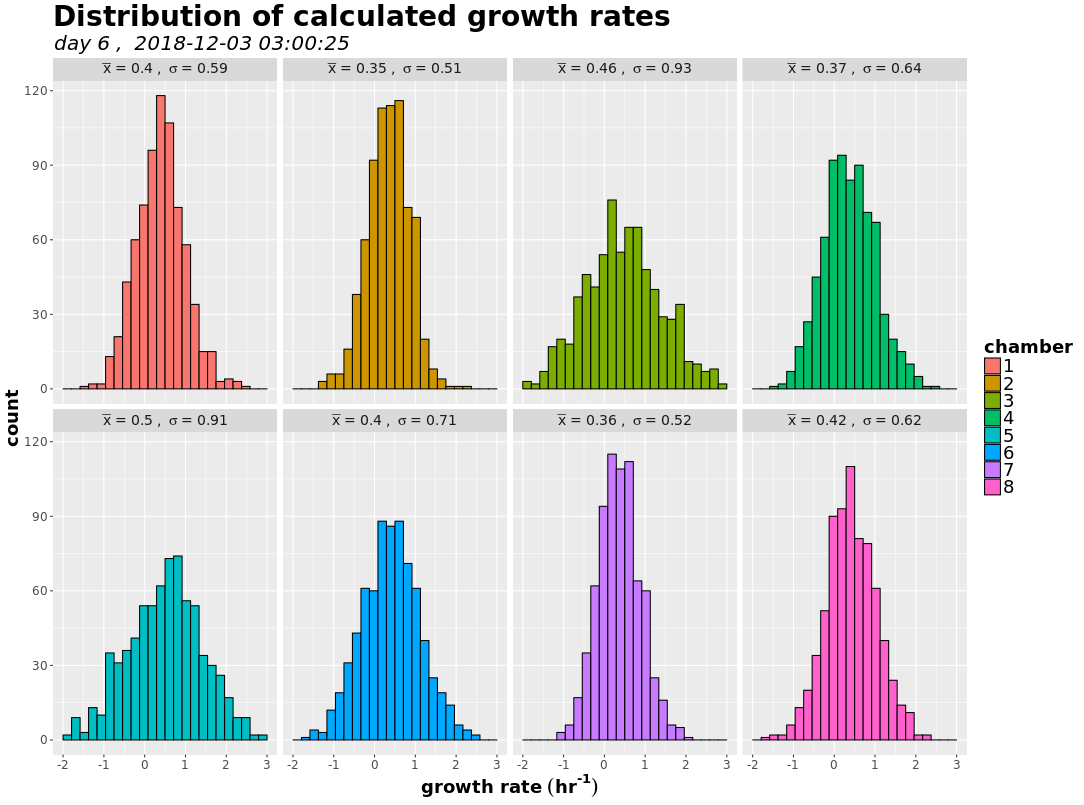 Distribution of calculated growth rates
day 6 ,  2018-12-03 03:00:25
x̅ = 0.4 ,  σ = 0.59
x̅ = 0.35 ,  σ = 0.51
x̅ = 0.46 ,  σ = 0.93
x̅ = 0.37 ,  σ = 0.64
120
90
60
30
0
x̅ = 0.5 ,  σ = 0.91
x̅ = 0.4 ,  σ = 0.71
x̅ = 0.36 ,  σ = 0.52
x̅ = 0.42 ,  σ = 0.62
120
90
60
30
0
-2 -1 0 1 2 3
-2 -1 0 1 2 3
-2 -1 0 1 2 3
-2 -1 0 1 2 3
count
growth rate (hr⁻¹)
chamber
1
2
3
4
5
6
7
8